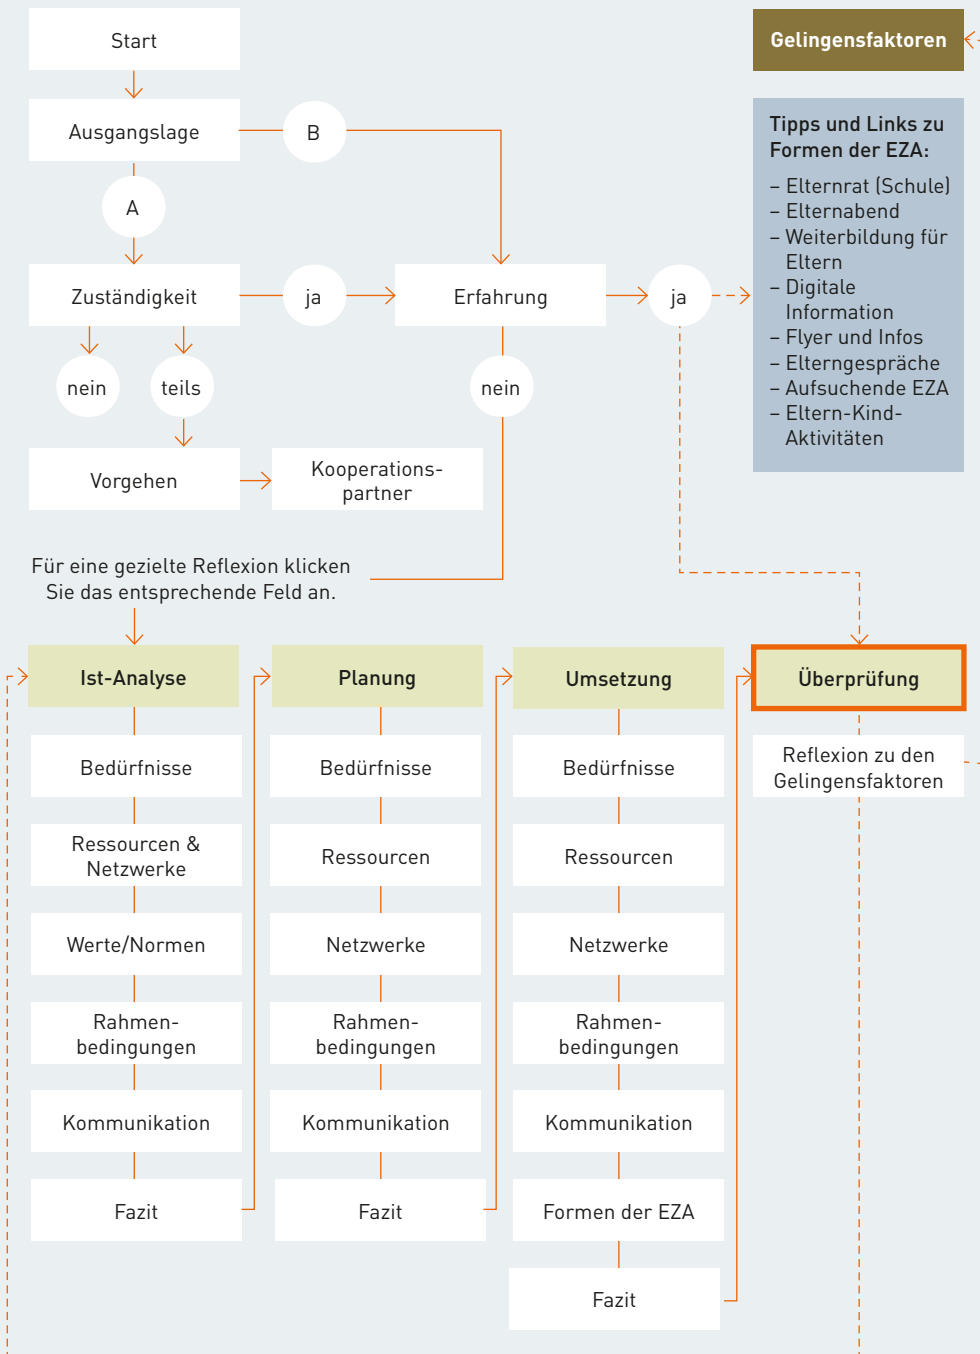 Start
Gelingensfaktoren
Ausgangslage
B
A
Tipps und Links zu
Formen der EZA:
– Elternrat (Schule)
– Elternabend
– Weiterbildung für
Eltern
– Digitale
Information
– Flyer und Infos
– Elterngespräche
– Aufsuchende EZA
– Eltern-Kind-
Aktivitäten
Zuständigkeit
ja
Erfahrung
ja
nein
teils
nein
Vorgehen
Kooperations-
partner
Für eine gezielte Reflexion klicken
Sie das entsprechende Feld an.
Ist-Analyse
Bedürfnisse
Ressourcen &
Netzwerke
Werte/Normen
Rahmen-
bedingungen
Kommunikation
Fazit
Planung
Bedürfnisse
Ressourcen
Netzwerke
Rahmen-
bedingungen
Kommunikation
Fazit
Umsetzung
Bedürfnisse
Ressourcen
Netzwerke
Rahmen-
bedingungen
Kommunikation
Formen der EZA
Fazit
Überprüfung
Reflexion zu den
Gelingensfaktoren